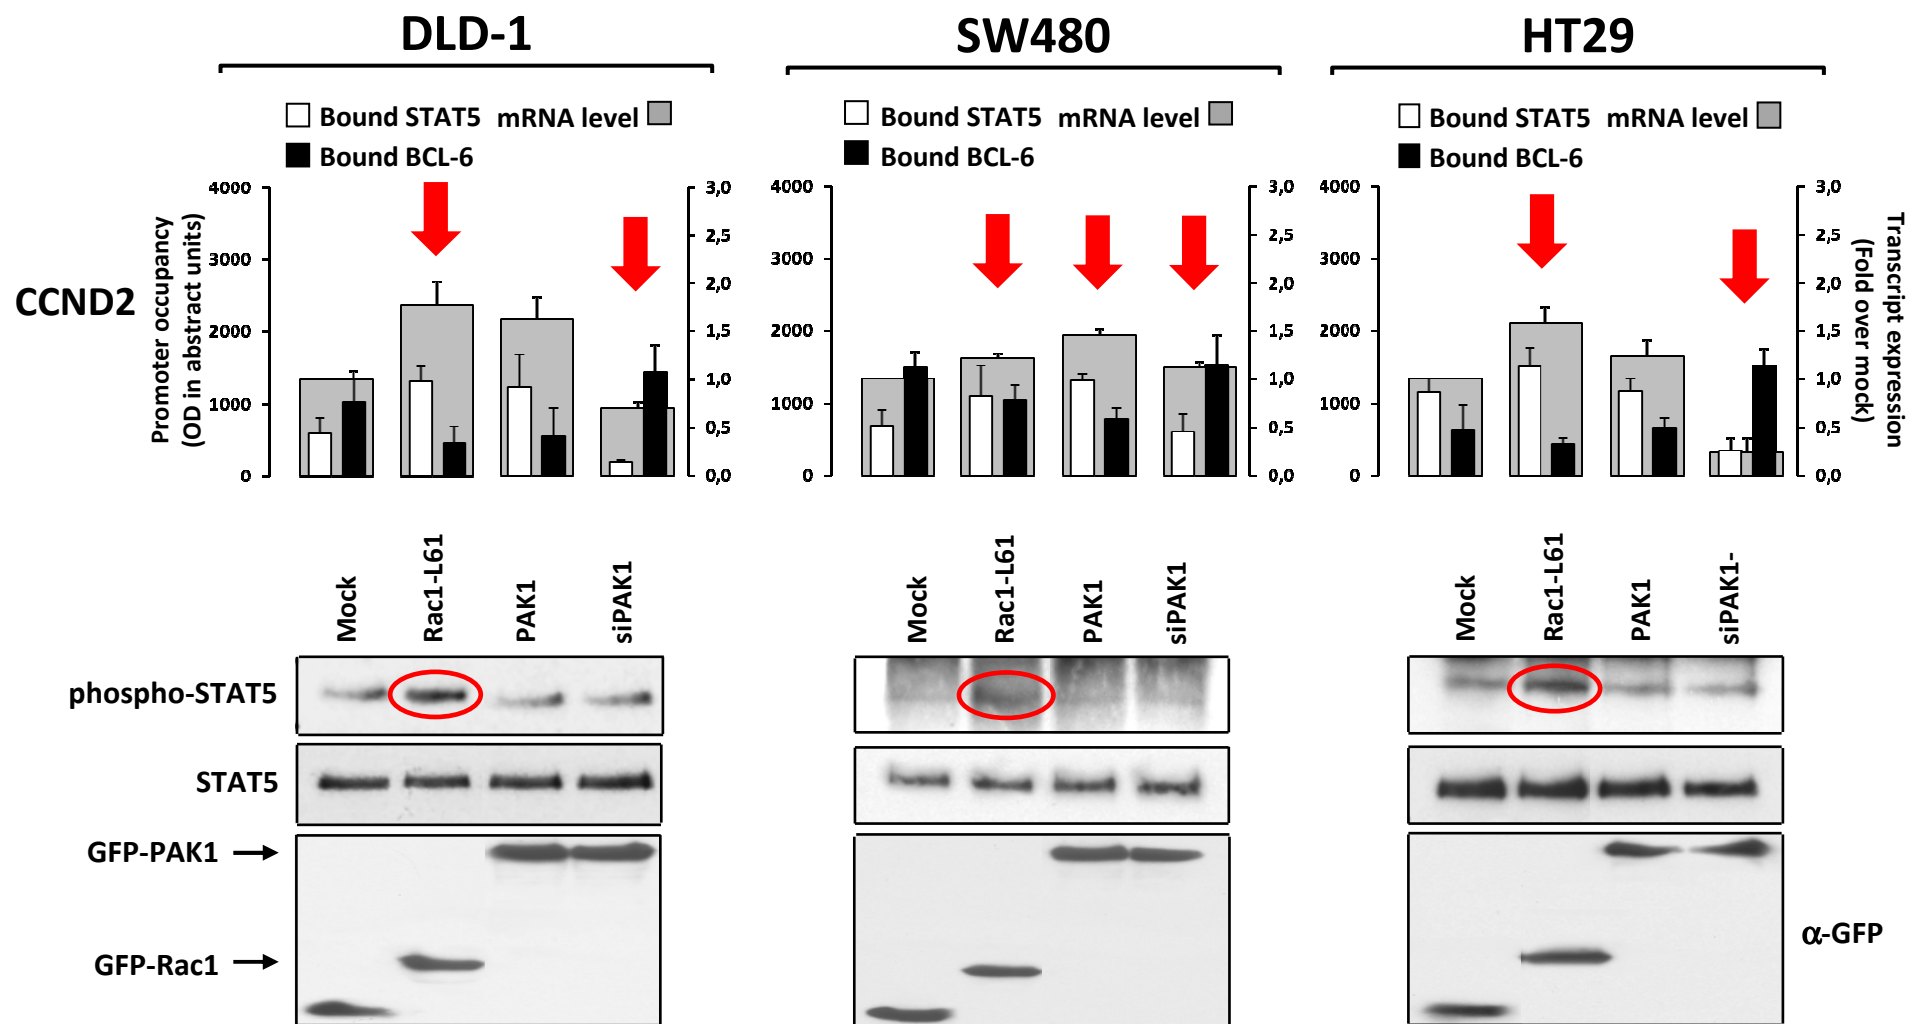 DLD-1
SW480
HT29
Bound STAT5 mRNA level
Bound BCL-6
Bound STAT5 mRNA level
Bound BCL-6
Bound STAT5 mRNA level
Bound BCL-6
CCND2
Promoter occupancy
(OD in abstract units)
4000
3000
2000
1000
0
3,0
2,5
2,0
1,5
1,0
0,5
0,0
4000
3000
2000
1000
0
3,0
2,5
2,0
1,5
1,0
0,5
0,0
4000
3000
2000
1000
0
3,0
2,5
2,0
1,5
1,0
0,5
0,0
Transcript expression
(Fold over mock)
Mock
Rac1-L61
PAK1
siPAK1
Mock
Rac1-L61
PAK1
siPAK1
Mock
Rac1-L61
PAK1
siPAK1-
phospho-STAT5
STAT5
GFP-PAK1
GFP-Rac1
α-GFP